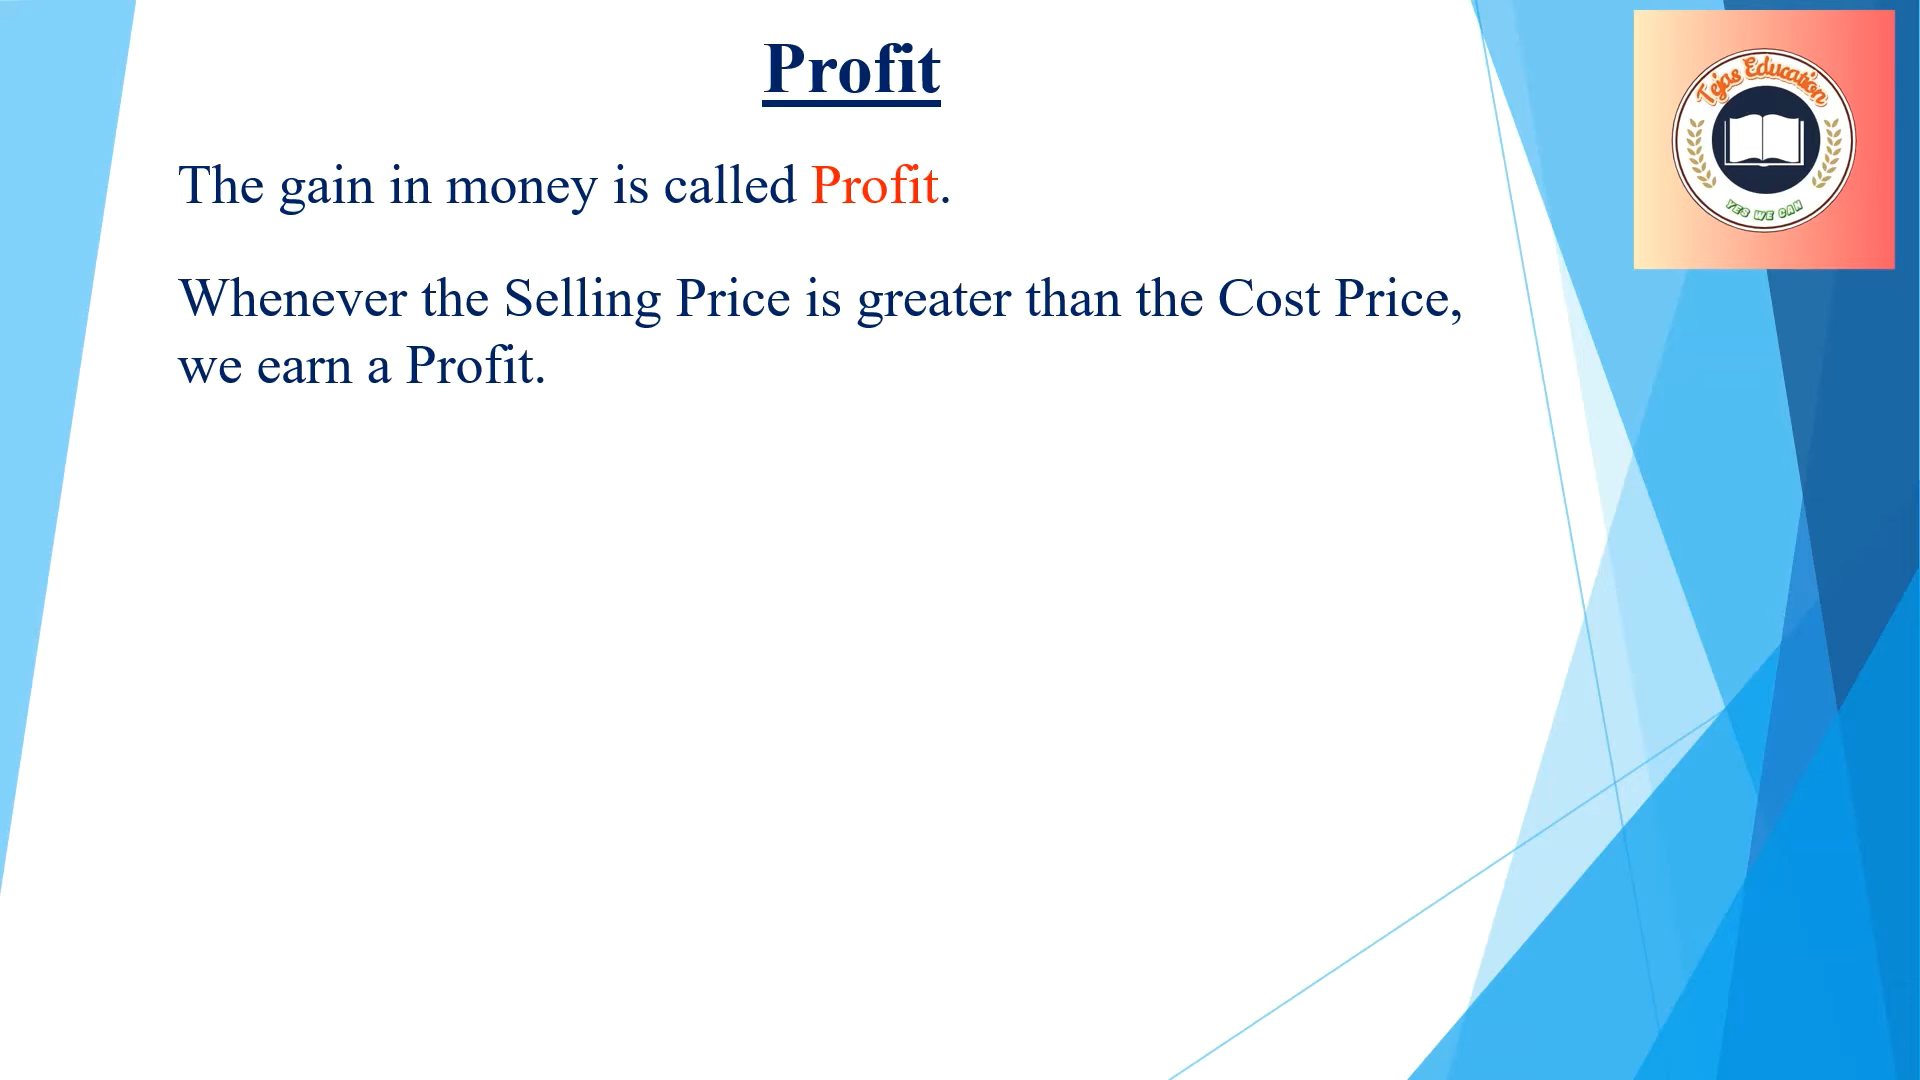 Profit
Tejas Education
YES WE CAN
The gain in money is called Profit.
Whenever the Selling Price is greater than the Cost Price,
we earn a Profit.